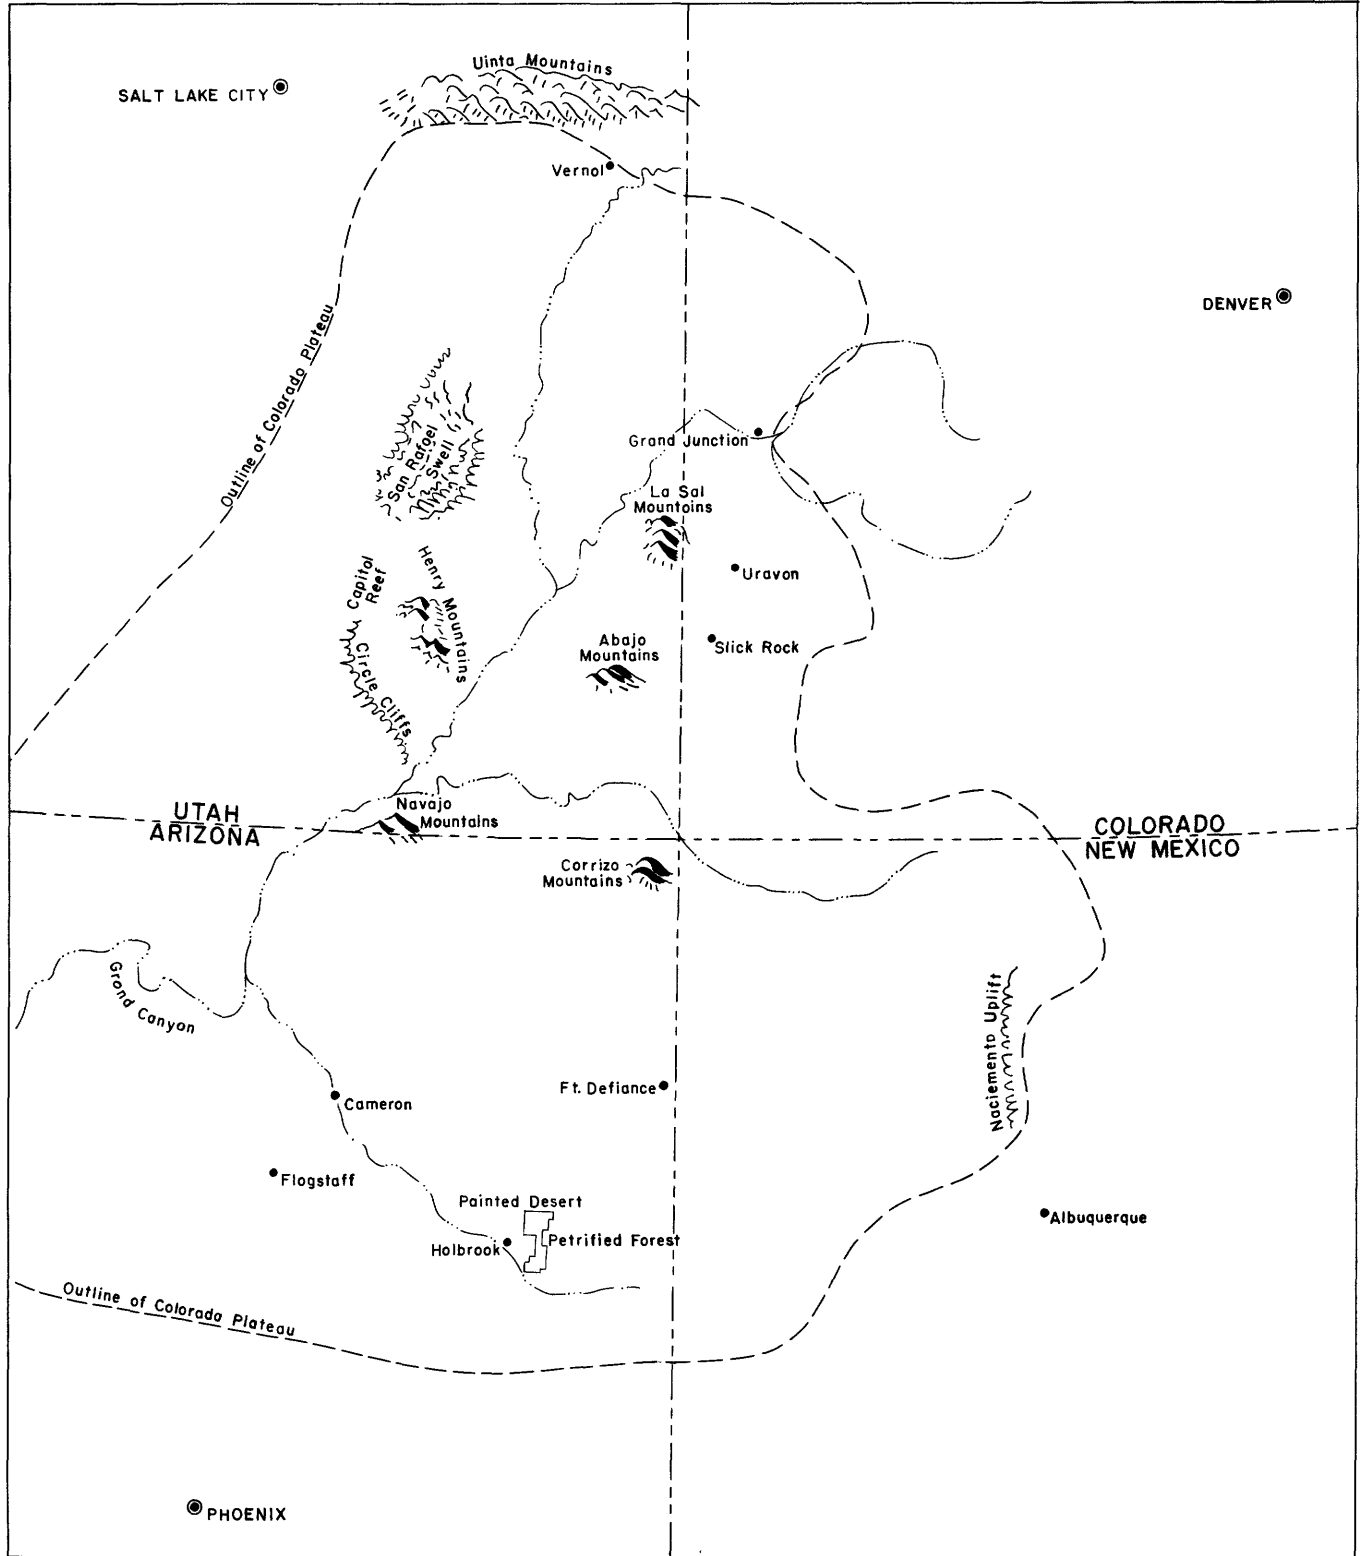 Uinta Mountains
SALT LAKE CITY
Vernol
DENVER
Outline of Colorado Plateau
Grand Junction
San Rafael
Swell
La Sal
Mountains
Uravon
Henry Mountains
Capitol
Reef
Circle Cliffs
Abajo
Mountains
Slick Rock
Navajo
Mountains
UTAH
ARIZONA
COLORADO
NEW MEXICO
Corrizo
Mountains
Grand Canyon
Naciemento Uplift
Ft. Defiance
Cameron
Flogstaff
Painted Desert
Petrified Forest
Holbrook
Albuquerque
Outline of Colorado Plateau
PHOENIX